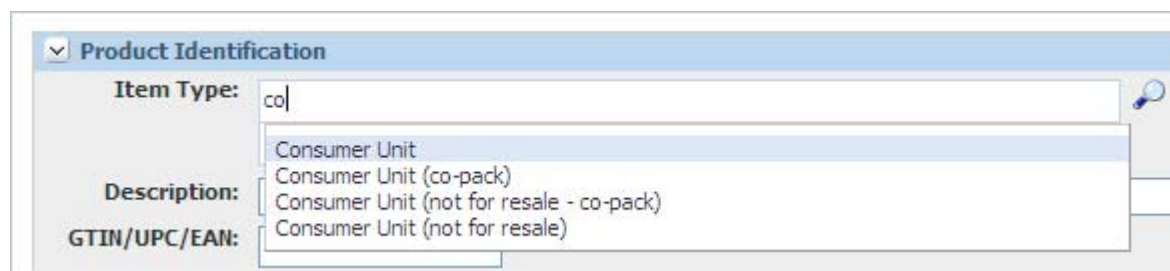 Product Identification
Item Type:
co
Consumer Unit
Consumer Unit (co-pack)
Description:
Consumer Unit (not for resale - co-pack)
GTIN/UPC/EAN:
Consumer Unit (not for resale)